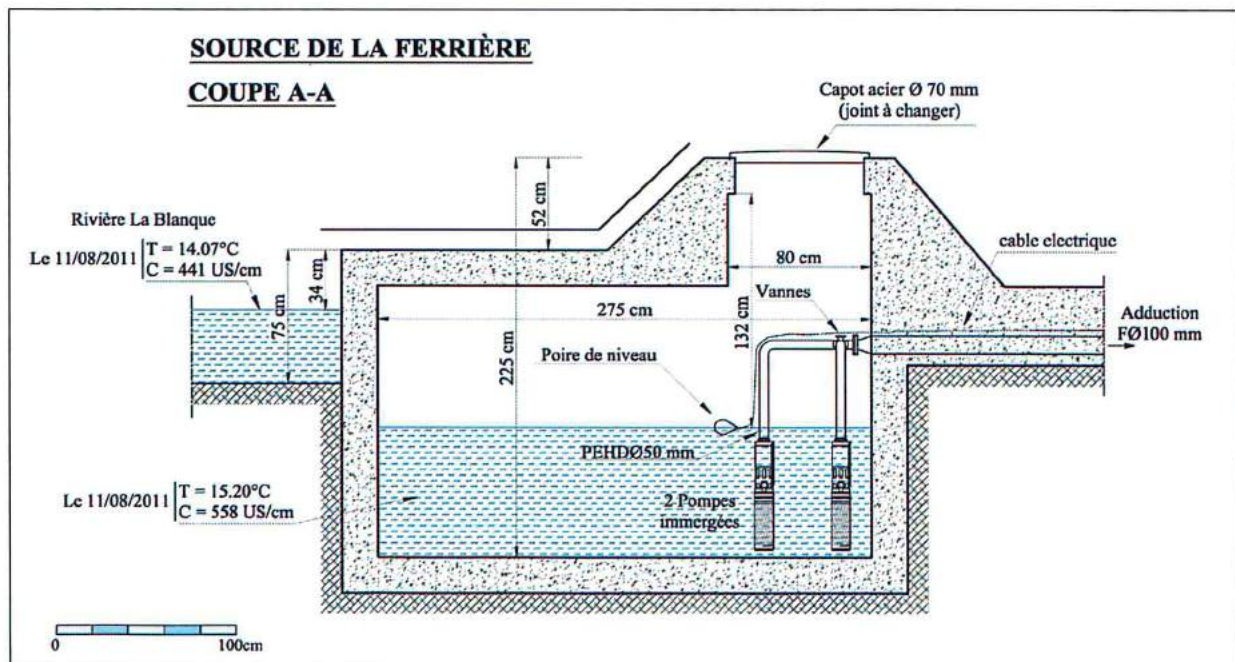 SOURCE DE LA FERRIÈRE
COUPE A-A
Capot acier Ø 70 mm
(joint à changer)
52 cm
Rivière La Blanque
Le 11/08/2011
T = 14.07°C
C = 441 US/cm
34 cm
75 cm
cable electrique
80 cm
Vannes
275 cm
132 cm
225 cm
Adduction
FØ100 mm
Poire de niveau
PEHDØ50 mm
Le 11/08/2011
T = 15.20°C
C = 558 US/cm
2 Pompes
immergées
0
100cm